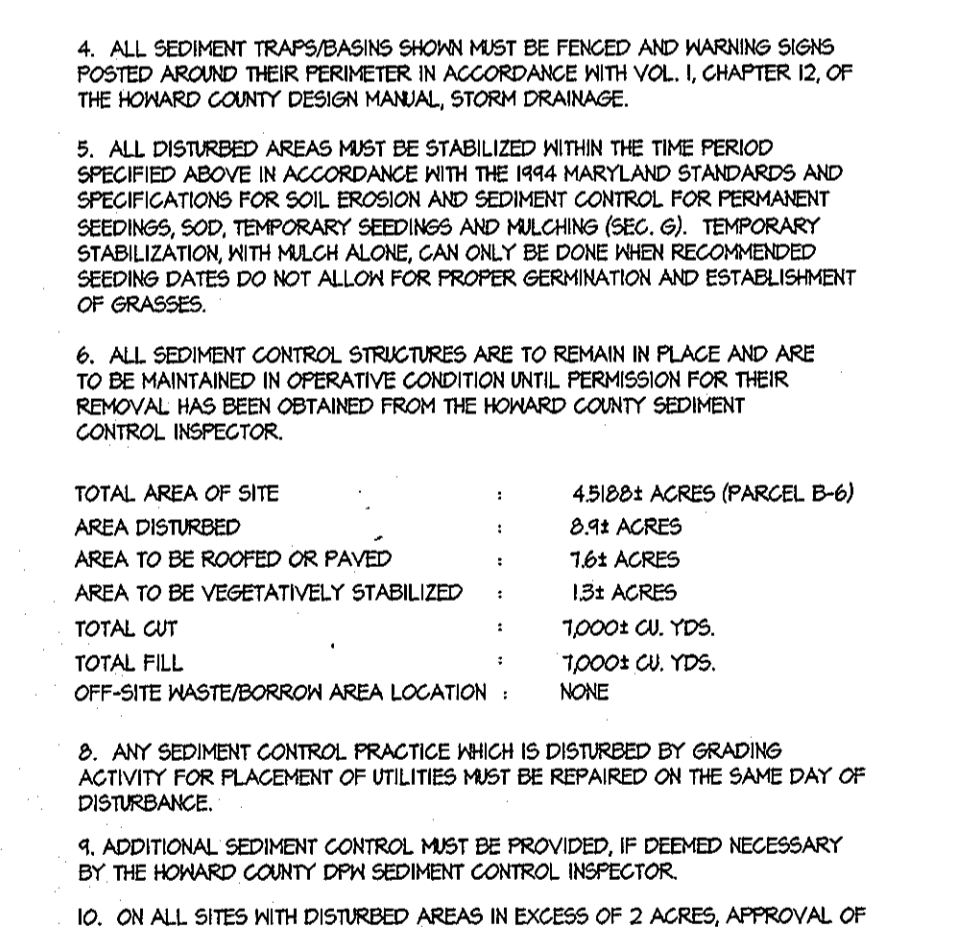 4. ALL SEDIMENT TRAPS/BASINS SHOWN MUST BE FENCED AND WARNING SIGNS
POSTED AROUND THEIR PERIMETER IN ACCORDANCE WITH VOL. 1, CHAPTER 12, OF
THE HOWARD COUNTY DESIGN MANUAL, STORM DRAINAGE.
5. ALL DISTURBED AREAS MUST BE STABILIZED WITHIN THE TIME PERIOD
SPECIFIED ABOVE IN ACCORDANCE WITH THE 1994 MARYLAND STANDARDS AND
SPECIFICATIONS FOR SOIL EROSION AND SEDIMENT CONTROL FOR PERMANENT
SEEDINGS, SOD, TEMPORARY SEEDINGS AND MULCHING (SEC. G). TEMPORARY
STABILIZATION, WITH MULCH ALONE, CAN ONLY BE DONE WHEN RECOMMENDED
SEEDING DATES DO NOT ALLOW FOR PROPER GERMINATION AND ESTABLISHMENT
OF GRASSES.
6. ALL SEDIMENT CONTROL STRUCTURES ARE TO REMAIN IN PLACE AND ARE
TO BE MAINTAINED IN OPERATIVE CONDITION UNTIL PERMISSION FOR THEIR
REMOVAL HAS BEEN OBTAINED FROM THE HOWARD COUNTY SEDIMENT
CONTROL INSPECTOR.
TOTAL AREA OF SITE : 4.5188± ACRES (PARCEL B-6)
AREA DISTURBED : 8.9± ACRES
AREA TO BE ROOFED OR PAVED : 7.6± ACRES
AREA TO BE VEGETATIVELY STABILIZED : 1.3± ACRES
TOTAL CUT : 7,000± CU. YDS.
TOTAL FILL : 7,000± CU. YDS.
OFF-SITE WASTE/BORROW AREA LOCATION : NONE
8. ANY SEDIMENT CONTROL PRACTICE WHICH IS DISTURBED BY GRADING
ACTIVITY FOR PLACEMENT OF UTILITIES MUST BE REPAIRED ON THE SAME DAY OF
DISTURBANCE.
9. ADDITIONAL SEDIMENT CONTROL MUST BE PROVIDED, IF DEEMED NECESSARY
BY THE HOWARD COUNTY DPW SEDIMENT CONTROL INSPECTOR.
10. ON ALL SITES WITH DISTURBED AREAS IN EXCESS OF 2 ACRES, APPROVAL OF